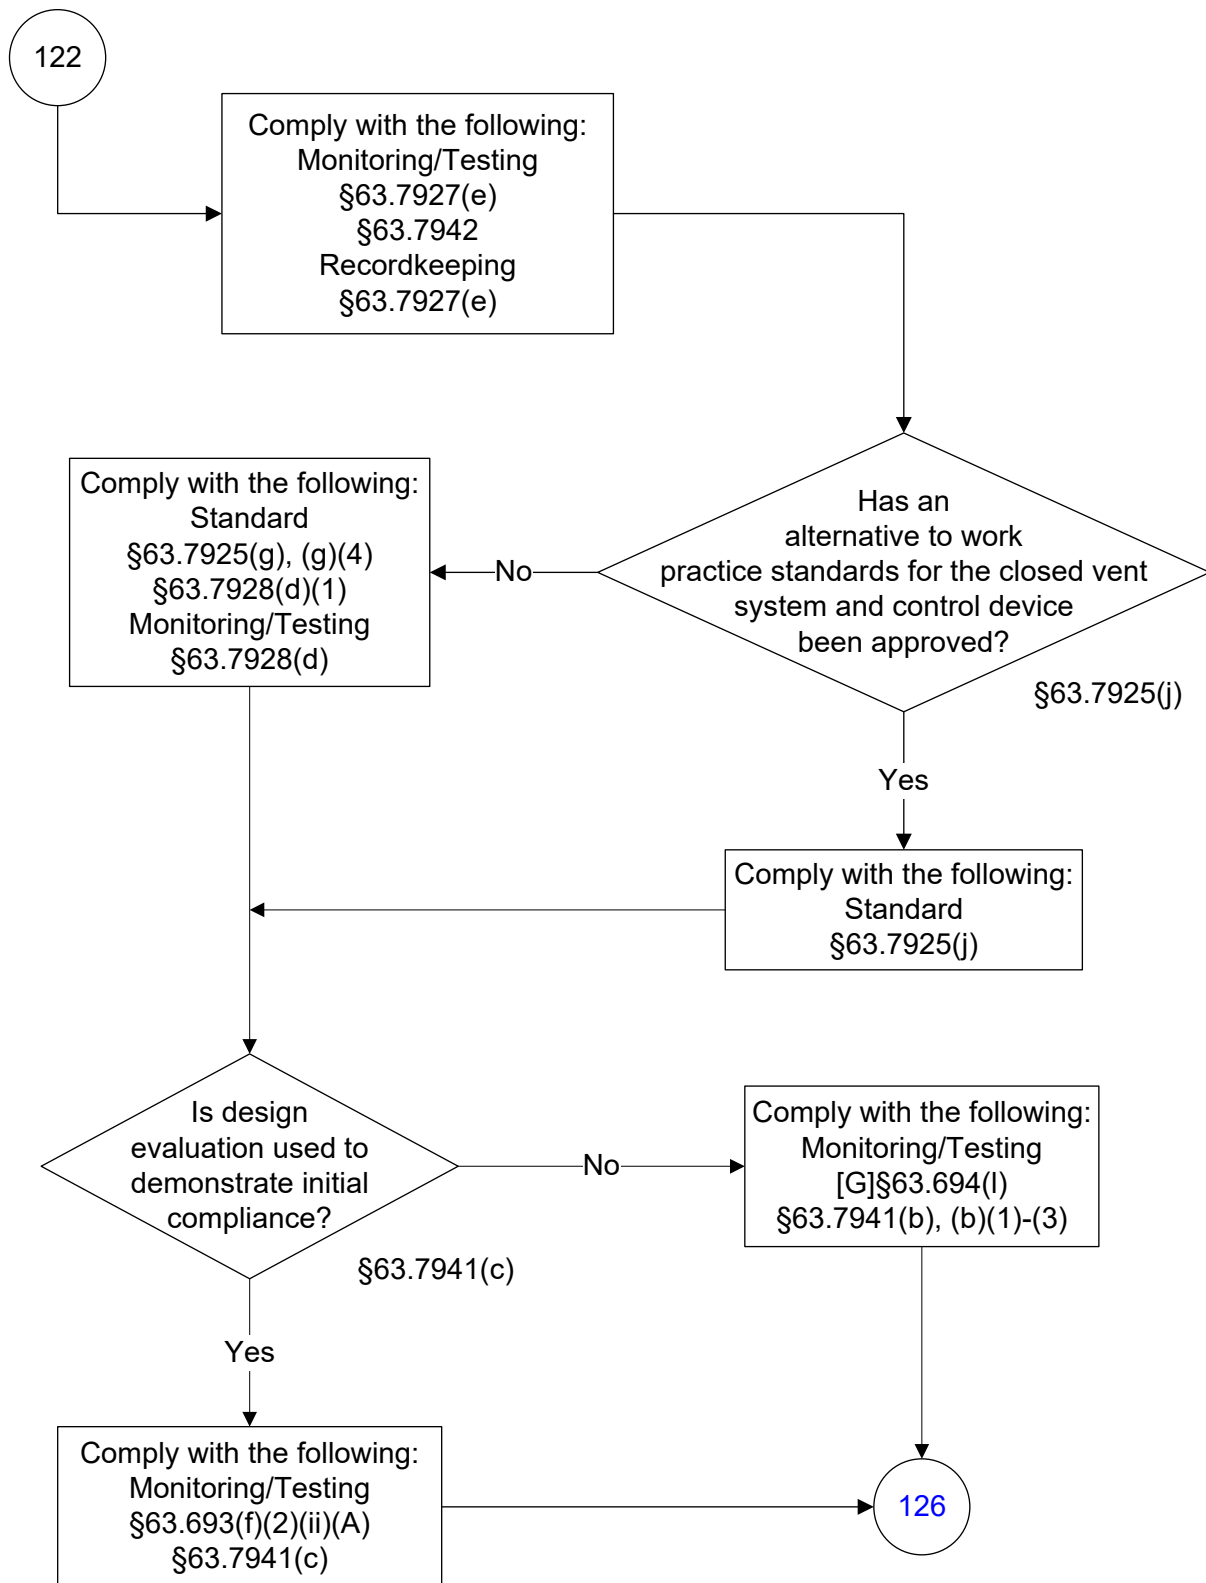 122
Comply with the following:
Monitoring/Testing
§63.7927(e)
§63.7942
Recordkeeping
§63.7927(e)
Has an
alternative to work
practice standards for the closed vent
system and control device
been approved?
§63.7925(j)
No
Comply with the following:
Standard
§63.7925(g), (g)(4)
§63.7928(d)(1)
Monitoring/Testing
§63.7928(d)
Yes
Comply with the following:
Standard
§63.7925(j)
Is design
evaluation used to
demonstrate initial
compliance?
§63.7941(c)
No
Comply with the following:
Monitoring/Testing
[G]§63.694(l)
§63.7941(b), (b)(1)-(3)
Yes
Comply with the following:
Monitoring/Testing
§63.693(f)(2)(ii)(A)
§63.7941(c)
126